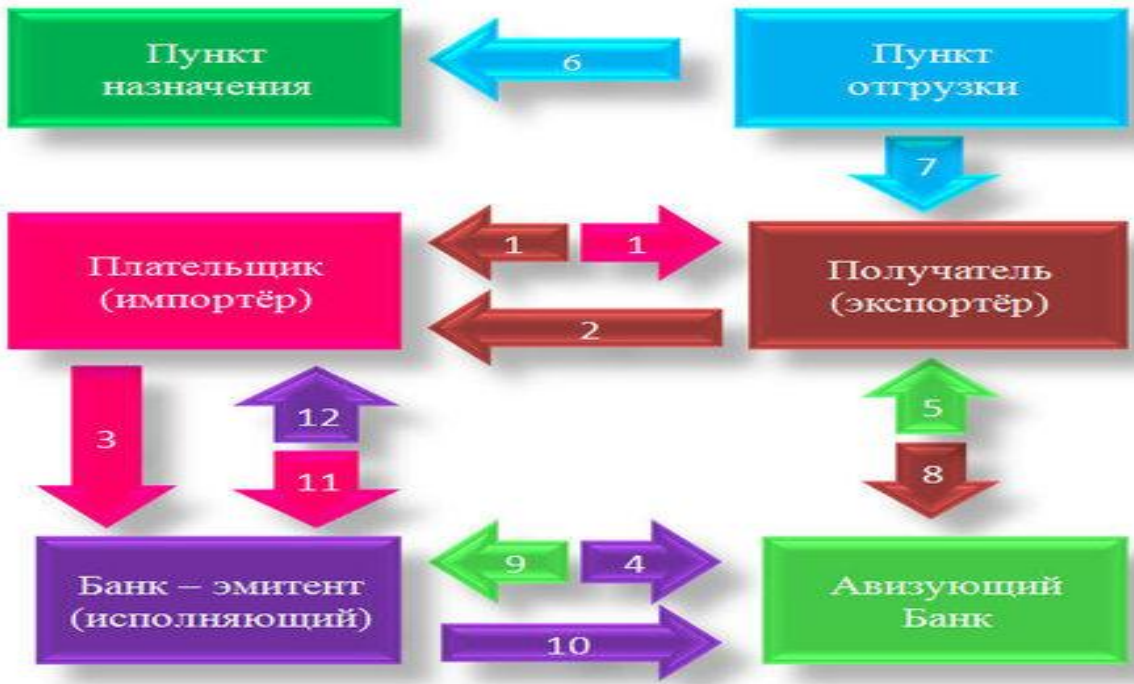 Пункт
назначения
6
Пункт
отгрузки
7
Плательщик
(импортёр)
1
1
2
Получатель
(экспортёр)
3
12
11
5
8
Банк – эмитент
(исполняющий)
9
4
10
Авизующий
Банк